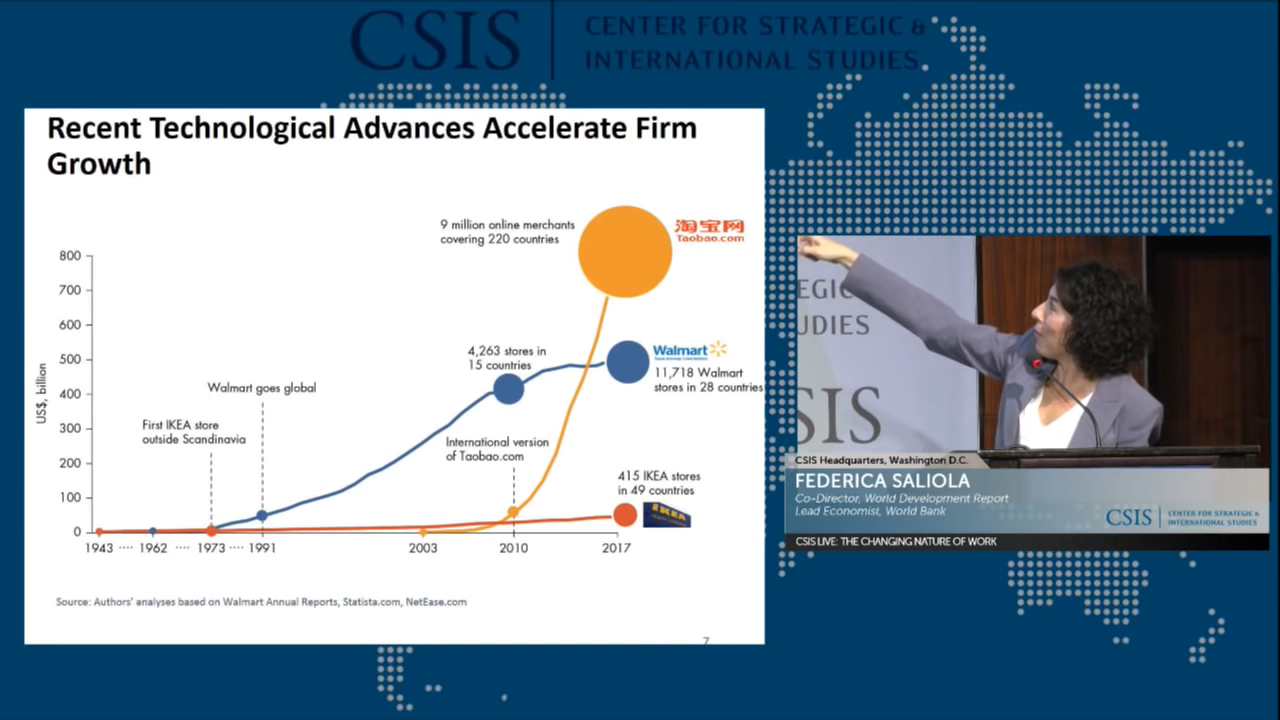 CSIS
CENTER FOR STRATEGIC &
INTERNATIONAL STUDIES
Recent Technological Advances Accelerate Firm
Growth
9 million online merchants
covering 220 countries
淘宝网
Taobao.com
US$, billion
800
700
600
500
400
300
200
100
0
4,263 stores in
15 countries
Walmart
11,718 Walmart
stores in 28 countries
Walmart goes global
First IKEA store
outside Scandinavia
International version
of Taobao.com
415 IKEA stores
in 49 countries
IKEA
1943 ···· 1962 ···· 1973 ···· 1991 2003 2010 2017
Source: Authors' analyses based on Walmart Annual Reports, Statista.com, NetEase.com
7
EGIC
UDIES
SIS
CSIS Headquarters, Washington D.C.
FEDERICA SALIOLA
Co-Director, World Development Report
Lead Economist, World Bank
CSIS
CENTER FOR STRATEGIC &
INTERNATIONAL STUDIES
CSIS LIVE: THE CHANGING NATURE OF WORK